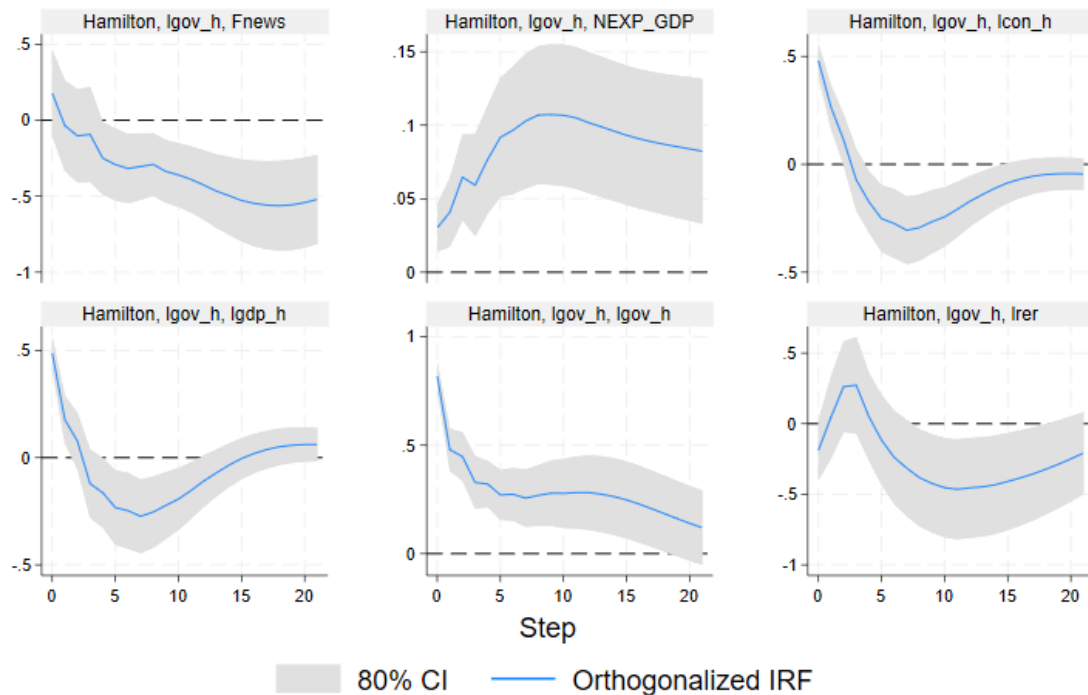 Hamilton, lgov_h, Fnews
.5
0
-.5
-1
Hamilton, lgov_h, NEXP_GDP
.15
.1
.05
0
Hamilton, lgov_h, lcon_h
.5
0
-.5
Hamilton, lgov_h, lgdp_h
.5
0
-.5
0 5 10 15 20
Hamilton, lgov_h, lgov_h
1
.5
0
0 5 10 15 20
Hamilton, lgov_h, lrer
.5
0
-.5
-1
0 5 10 15 20
Step
80% CI
Orthogonalized IRF